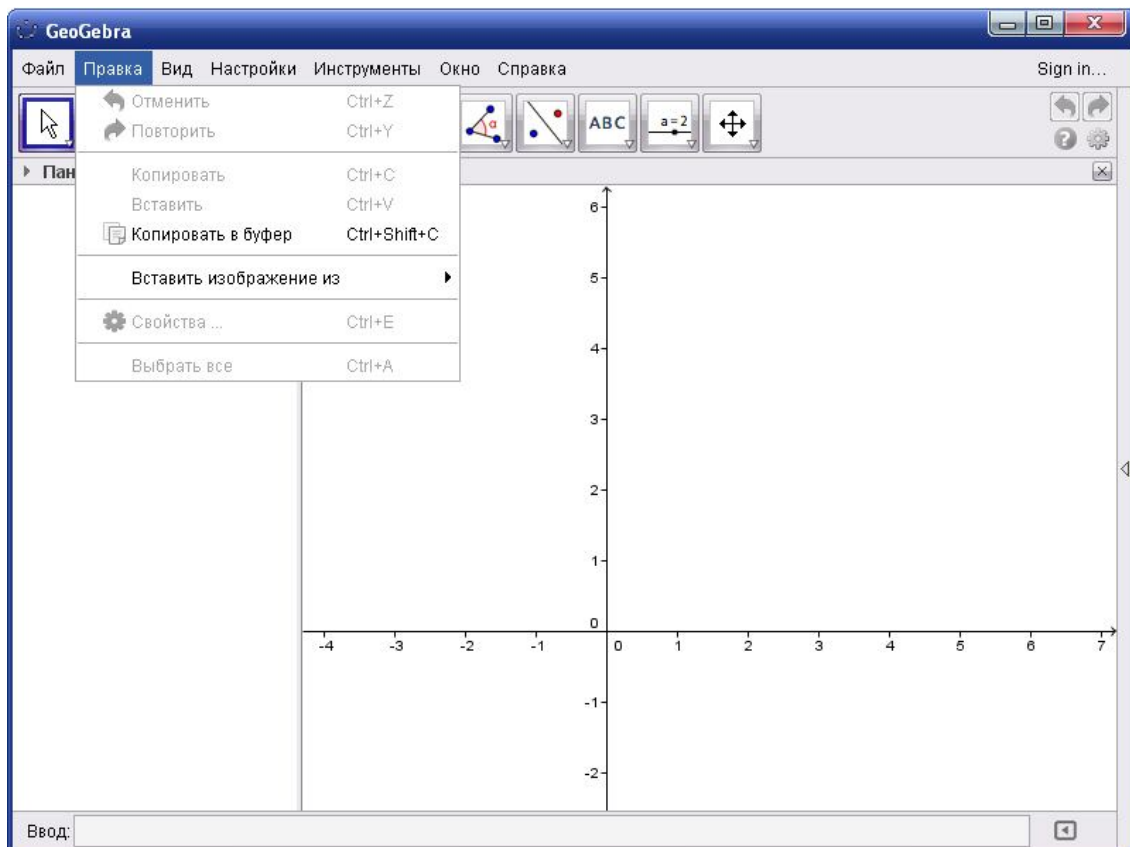 GeoGebra
Файл Правка Вид Настройки Инструменты Окно Справка Sign in...
Отменить Ctrl+Z
Повторить Ctrl+Y
Копировать Ctrl+C
Вставить Ctrl+V
Копировать в буфер Ctrl+Shift+C
Вставить изображение из
Свойства ... Ctrl+E
Выбрать все Ctrl+A
α ABC a=2
Пан
6
5
4
3
2
1
0
-4 -3 -2 -1 0 1 2 3 4 5 6 7
-1
-2
Ввод: